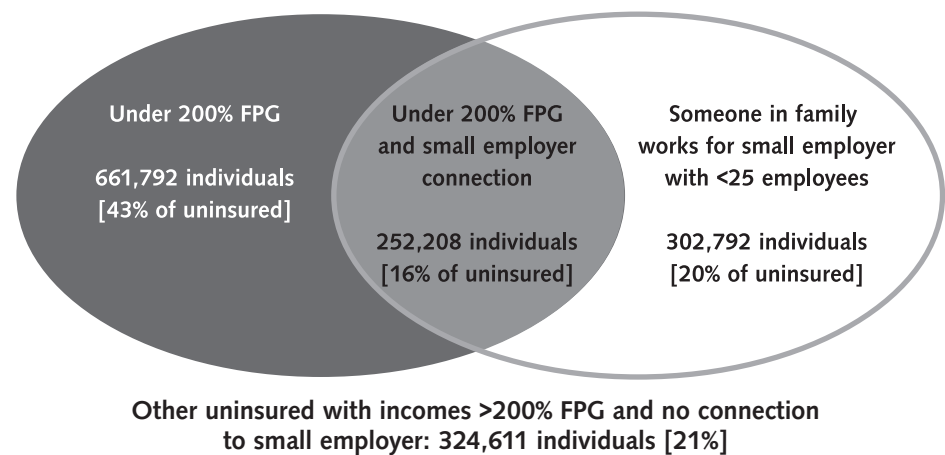 Under 200% FPG
661,792 individuals
[43% of uninsured]
Under 200% FPG
and small employer
connection
252,208 individuals
[16% of uninsured]
Someone in family
works for small employer
with <25 employees
302,792 individuals
[20% of uninsured]
Other uninsured with incomes >200% FPG and no connection
to small employer: 324,611 individuals [21%]